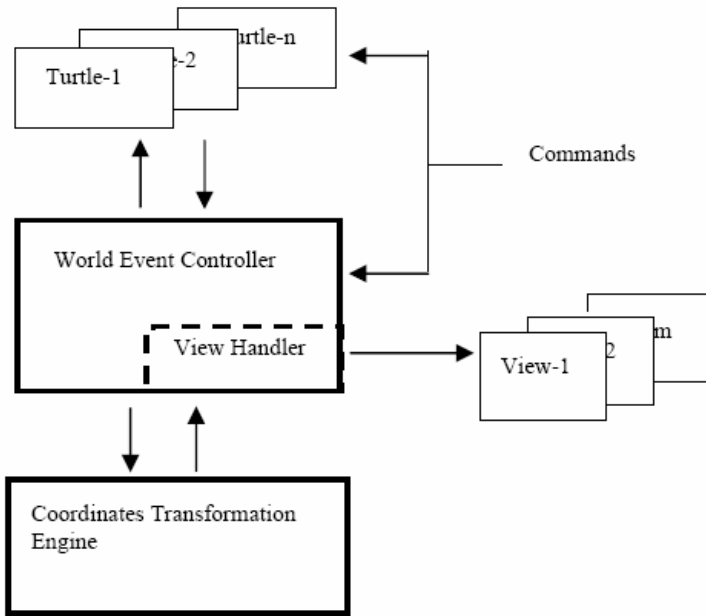 urtle-n
e-2
Turtle-1
Commands
World Event Controller
View Handler
m
2
View-1
Coordinates Transformation
Engine